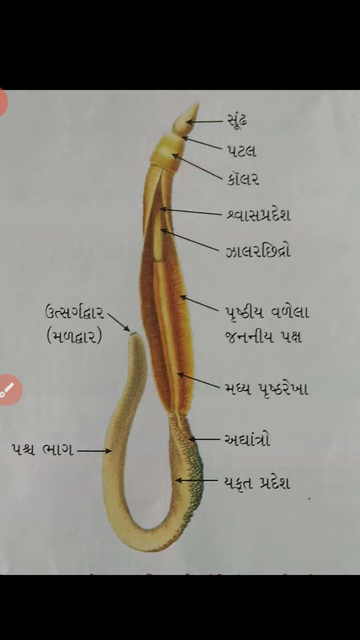 સૂંઢ
પટલ
કૉલર
શ્વાસપ્રદેશ
ઝાલરછિદ્રો
ઉત્સર્ગદ્વાર
(મળદ્વાર)
પૃષ્ઠીય વળેલા
જનનીય પક્ષ
મધ્ય પૃષ્ઠરેખા
અધાંત્રો
પશ્ચ ભાગ
યકૃત પ્રદેશ